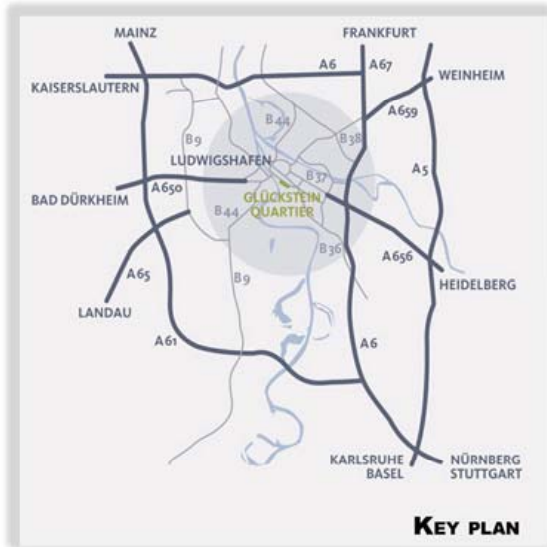 MAINZ
FRANKFURT
A6
A67
WEINHEIM
KAISERSLAUTERN
A659
B44
B9
B38
LUDWIGSHAFEN
A5
B37
A650
BAD DÜRKHEIM
GLÜCKSTEIN
QUARTIER
B44
B36
A656
A65
B9
HEIDELBERG
LANDAU
A61
A6
KARLSRUHE
BASEL
NÜRNBERG
STUTTGART
KEY PLAN